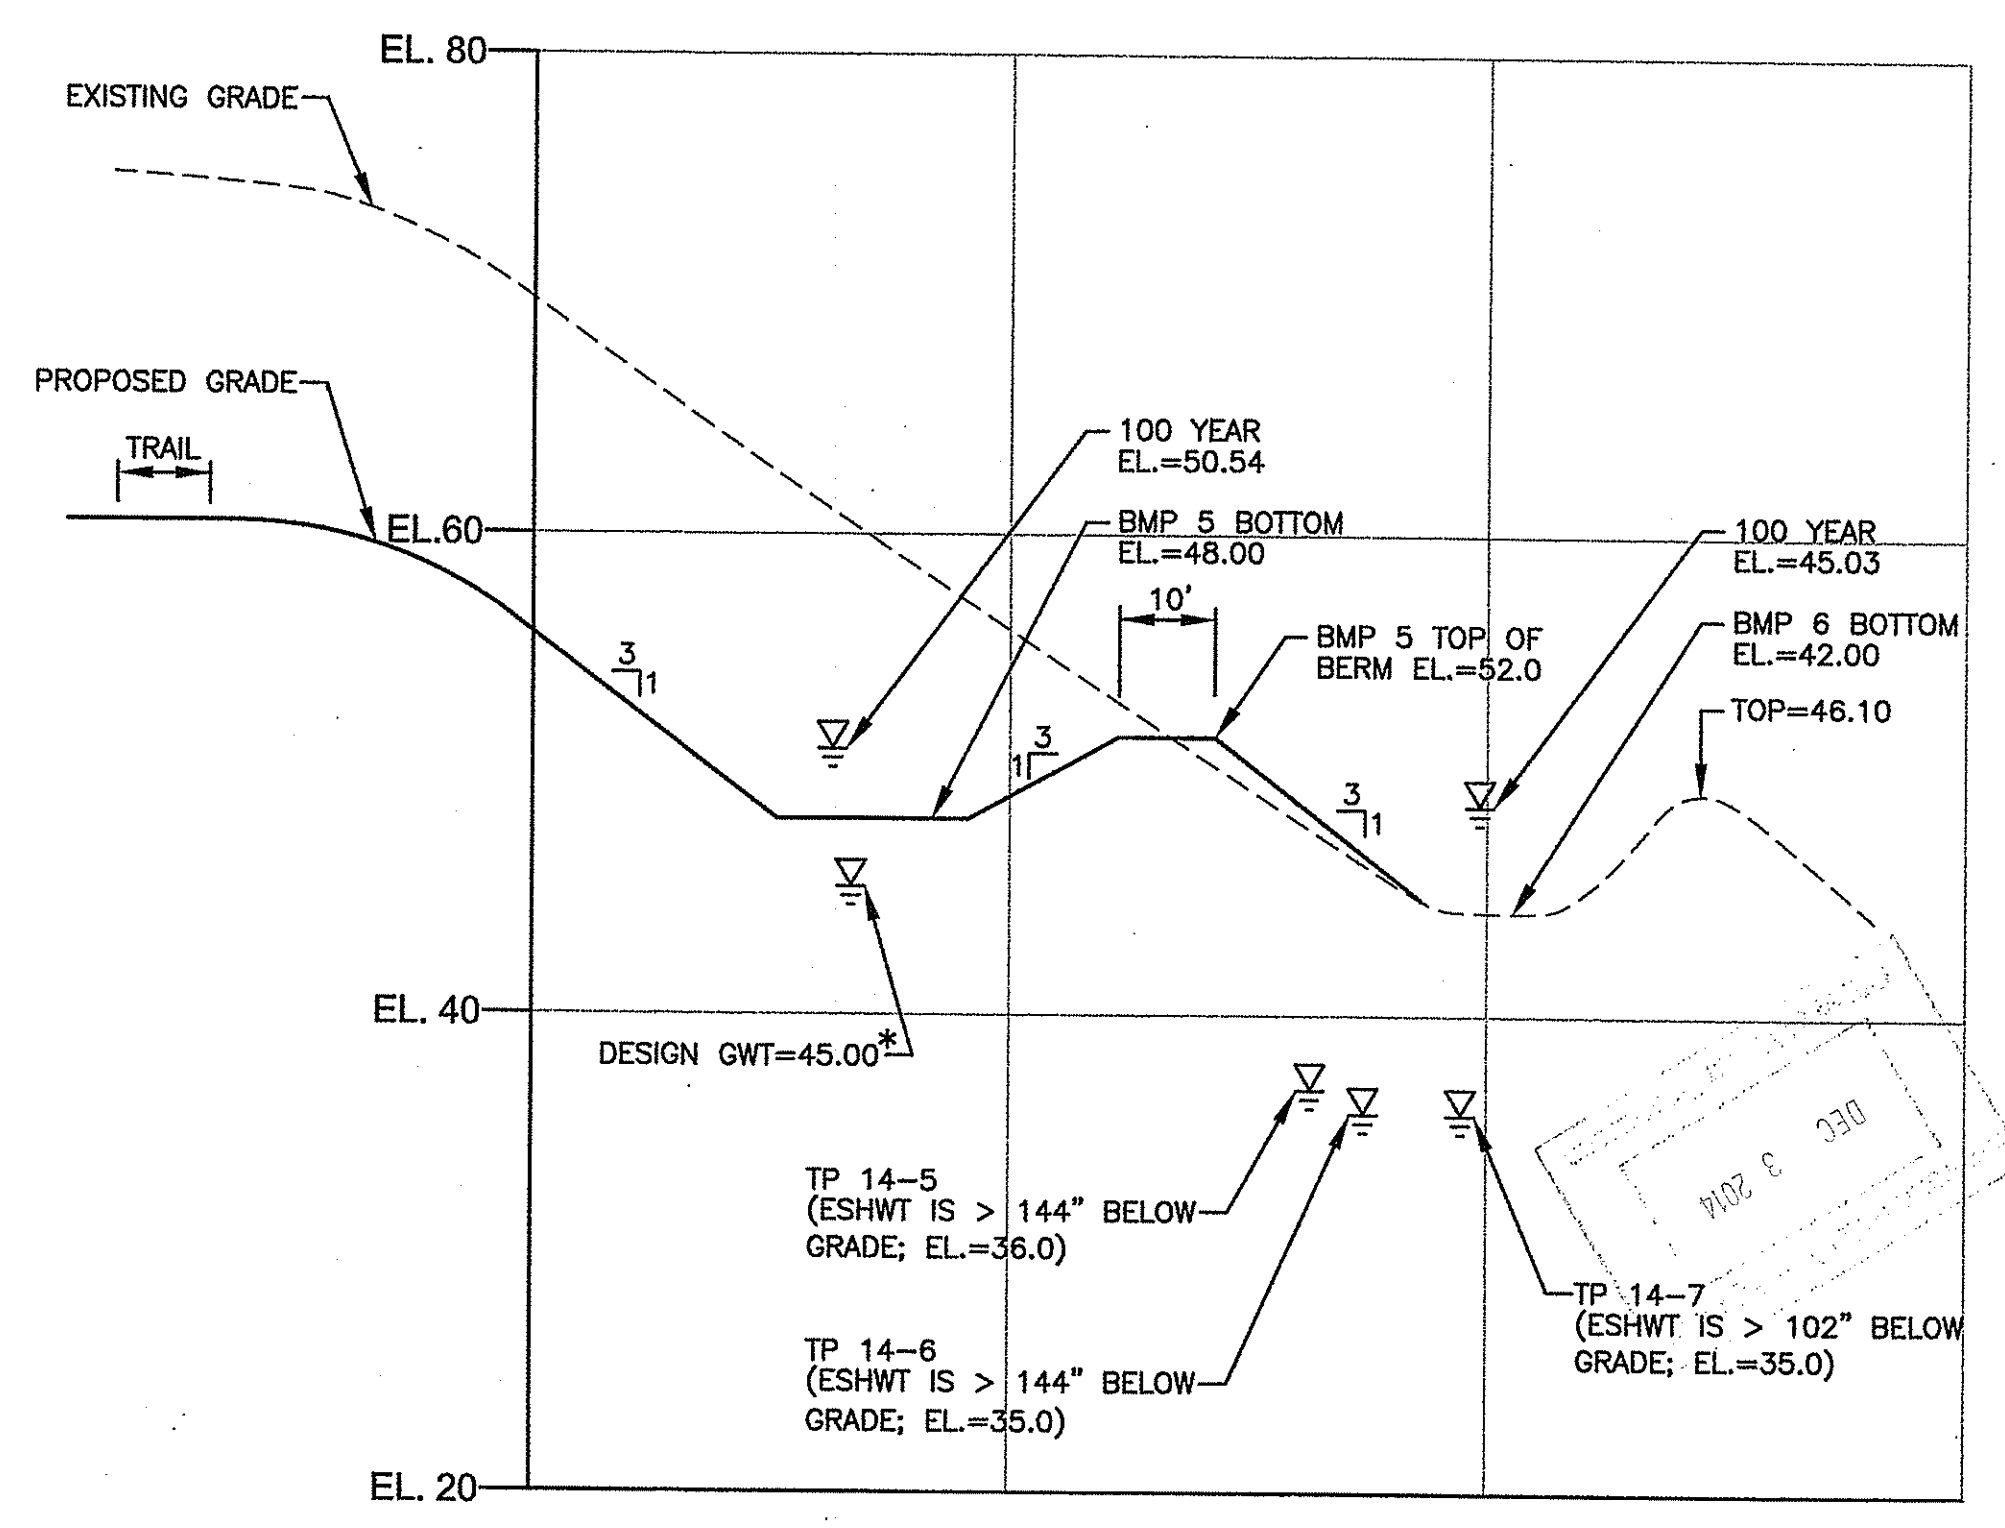 EL. 80
EXISTING GRADE
PROPOSED GRADE
TRAIL
EL.60
100 YEAR
EL.=50.54
BMP 5 BOTTOM
EL.=48.00
10'
100 YEAR
EL.=45.03
BMP 5 TOP OF
BERM EL.=52.0
BMP 6 BOTTOM
EL.=42.00
TOP=46.10
3
1
3
1
3
1
EL. 40
DESIGN GWT=45.00*
TP 14-5
(ESHWT IS > 144" BELOW
GRADE; EL.=36.0)
TP 14-6
(ESHWT IS > 144" BELOW
GRADE; EL.=35.0)
TP 14-7
(ESHWT IS > 102" BELOW
GRADE; EL.=35.0)
DEC 3 2014
EL. 20